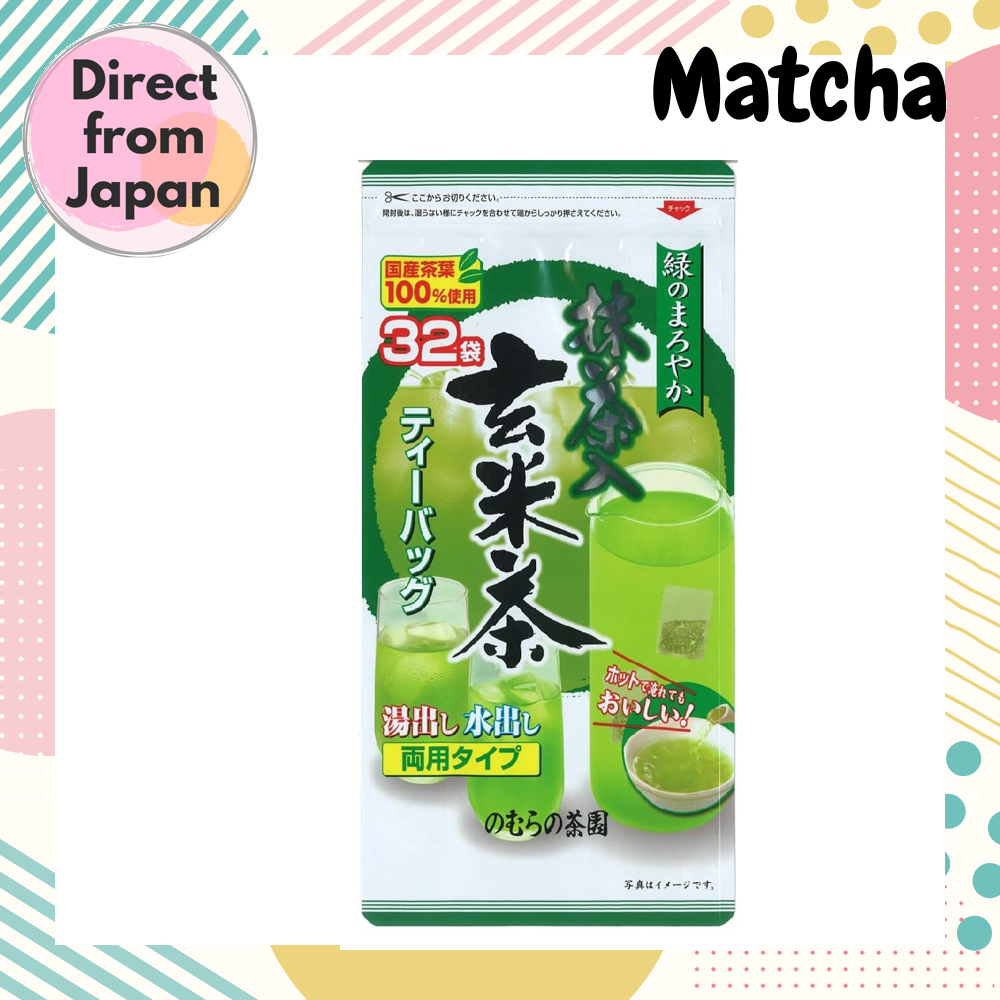 Direct
from
Japan
Matcha
ここからお切りください。
開封後は、湿らない様にチャックを合わせて端からしっかり押さえてください。
チャック
緑のまろやか
国産茶葉
100%使用
32袋
抹茶入
玄米茶
ティーバッグ
ホットで淹れても
おいしい!
湯出し 水出し
両用タイプ
のむらの茶園
写真はイメージです。